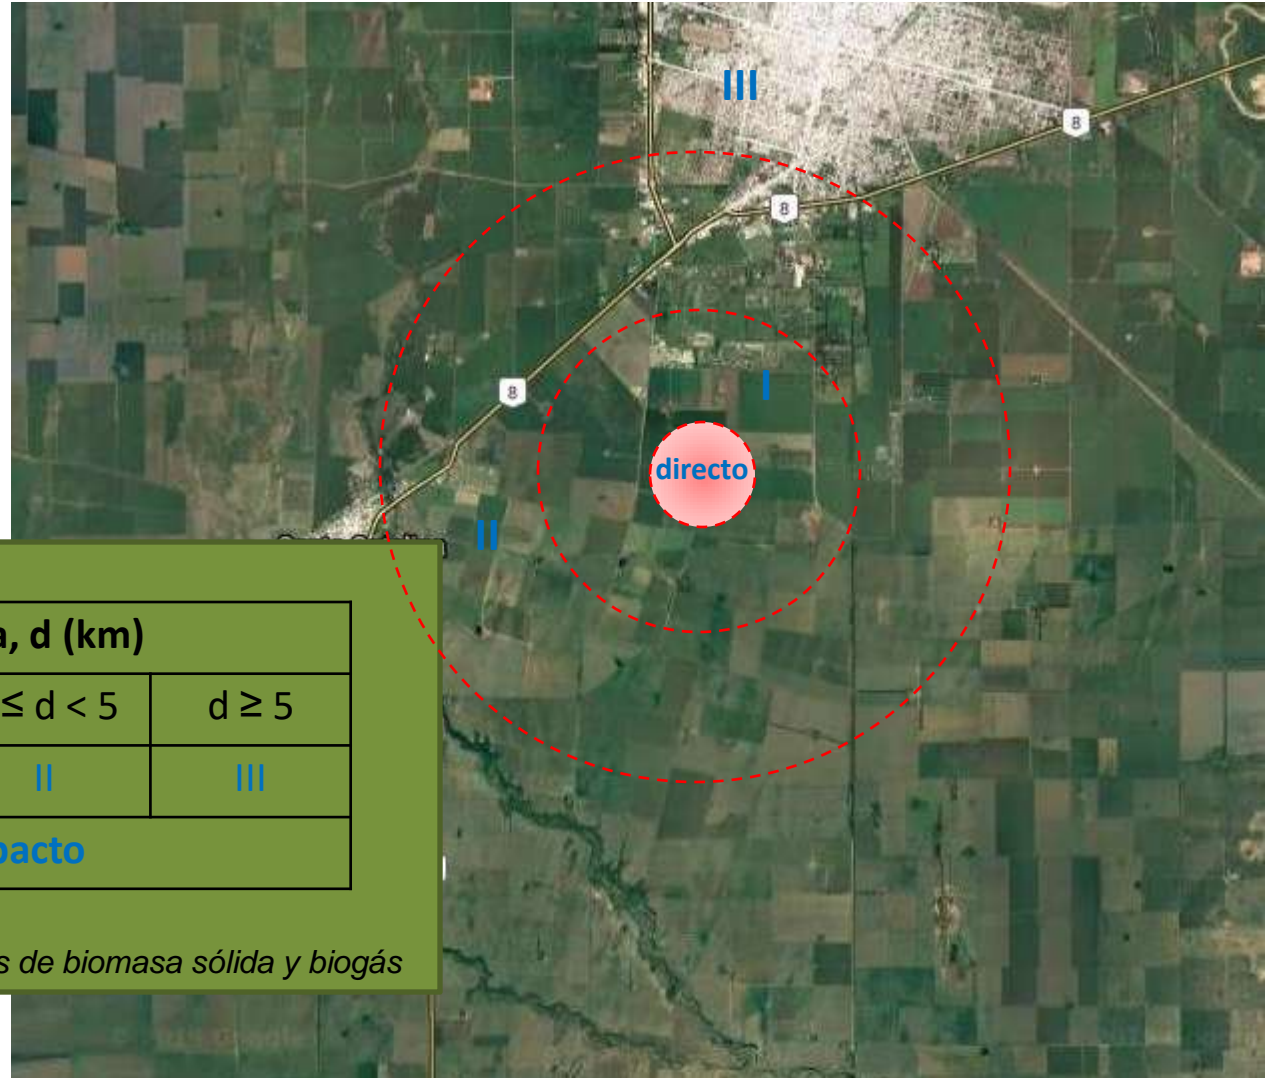 III
8
8
I
8
directo
II
a, d (km)
≤ d < 5
d ≥ 5
II
III
pacto
s de biomasa sólida y biogás